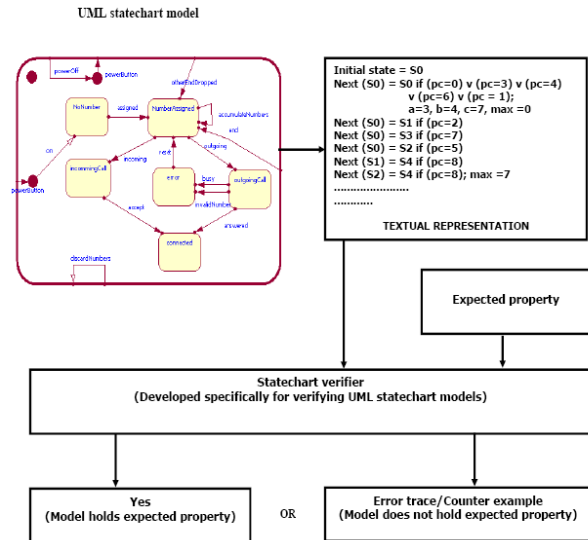 UML statechart model
powerOff
powerButton
otherEndDropped
NoNumber
assigned
NumberAssigned
accumulateNumbers
end
on
reset
incoming
outgoing
incommingCall
error
busy
outgoingCall
powerButton
invalidNumber
accept
answered
connected
discardNumbers
Initial state = S0
Next (S0) = S0 if (pc=0) v (pc=3) v (pc=4)
v (pc=6) v (pc = 1);
a=3, b=4, c=7, max =0
Next (S0) = S1 if (pc=2)
Next (S0) = S3 if (pc=7)
Next (S0) = S2 if (pc=5)
Next (S1) = S4 if (pc=8)
Next (S2) = S4 if (pc=8); max =7
........................
............
TEXTUAL REPRESENTATION
Expected property
Statechart verifier
(Developed specifically for verifying UML statechart models)
Yes
(Model holds expected property)
OR
Error trace/Counter example
(Model does not hold expected property)